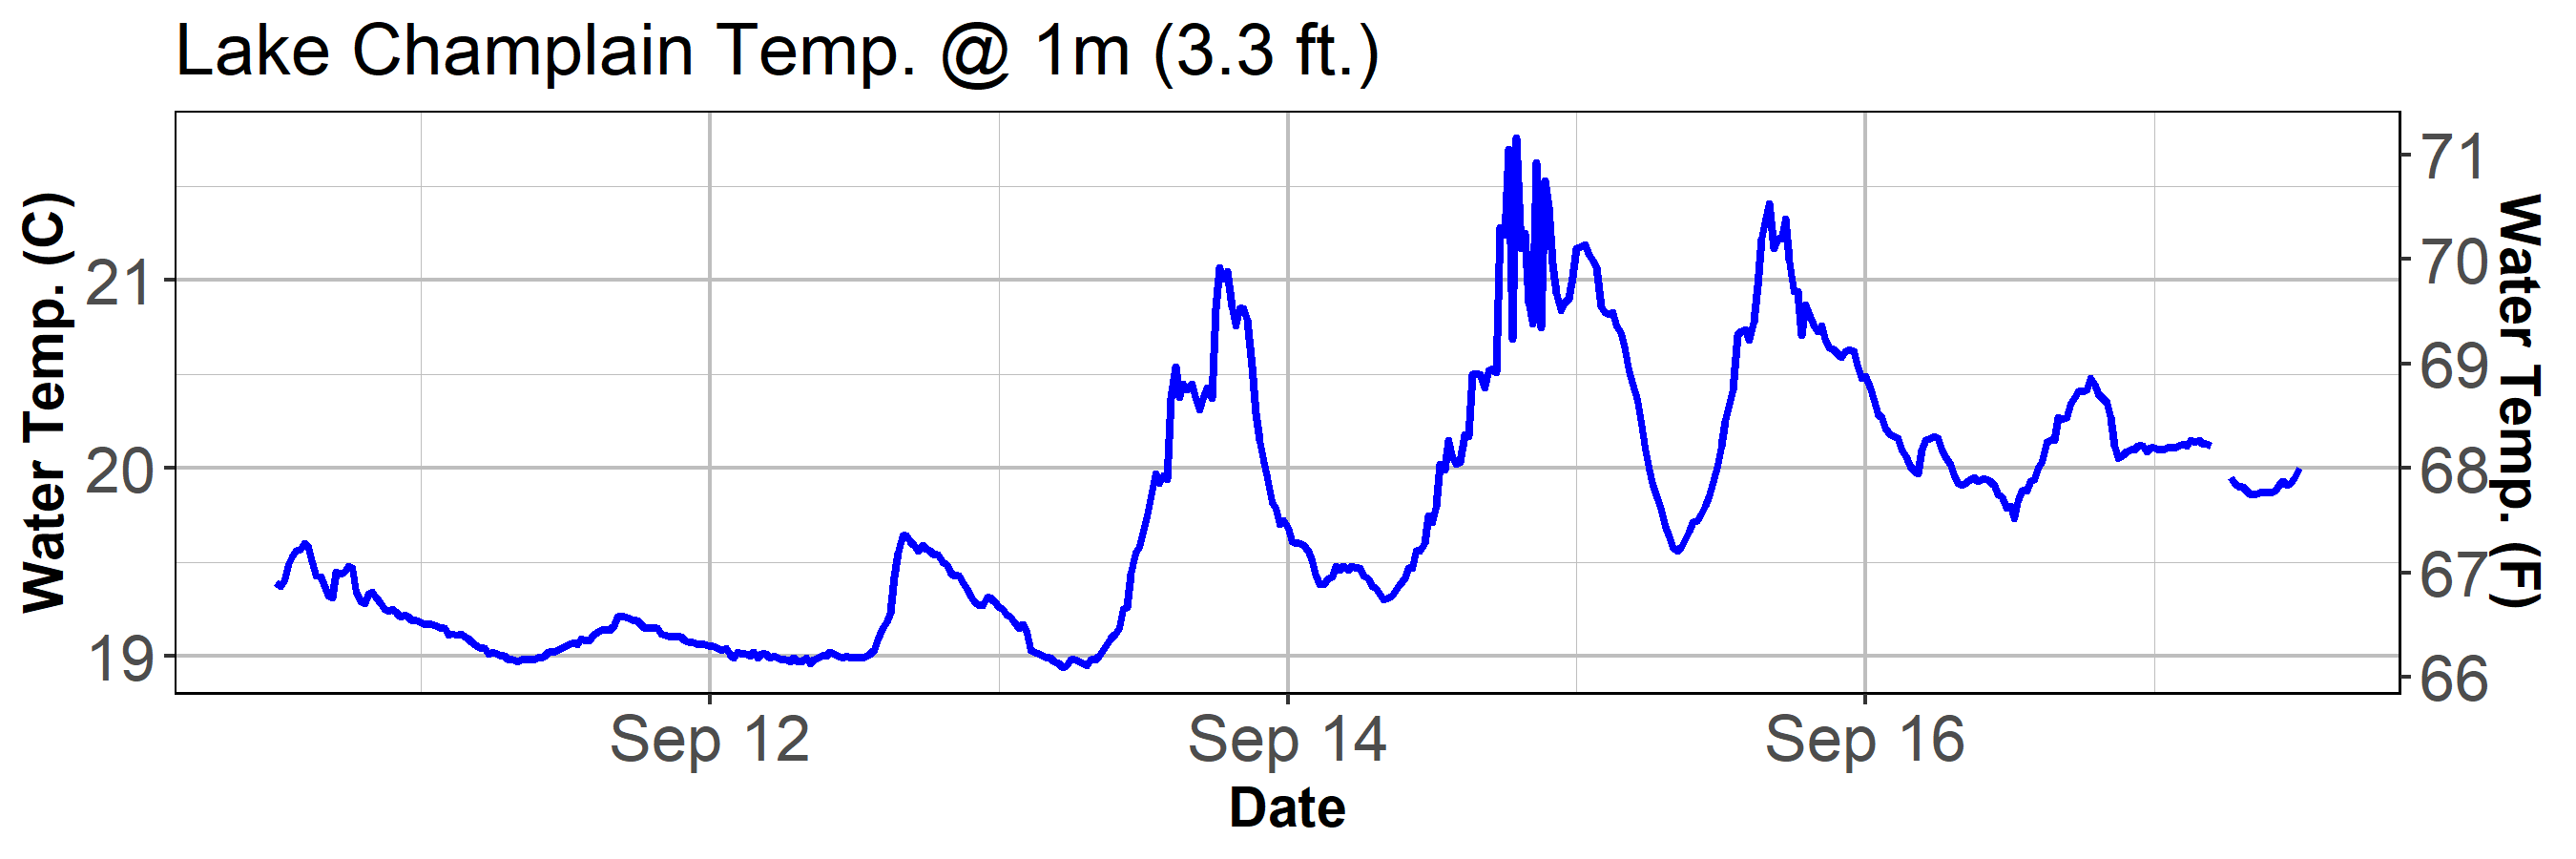 Lake Champlain Temp. @ 1m (3.3 ft.)
Water Temp. (C)
21
20
19
71
70
69
68
67
66
Water Temp. (F)
Sep 12
Sep 14
Sep 16
Date